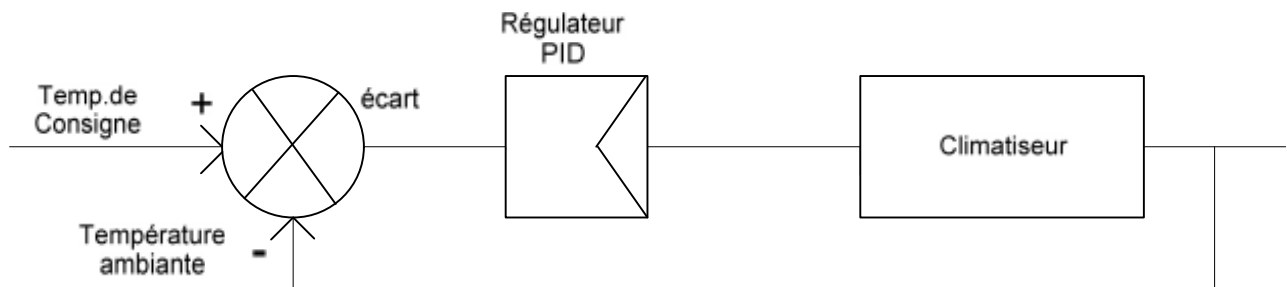 Régulateur
PID
Temp.de
Consigne
+
écart
Climatiseur
Température
ambiante
-